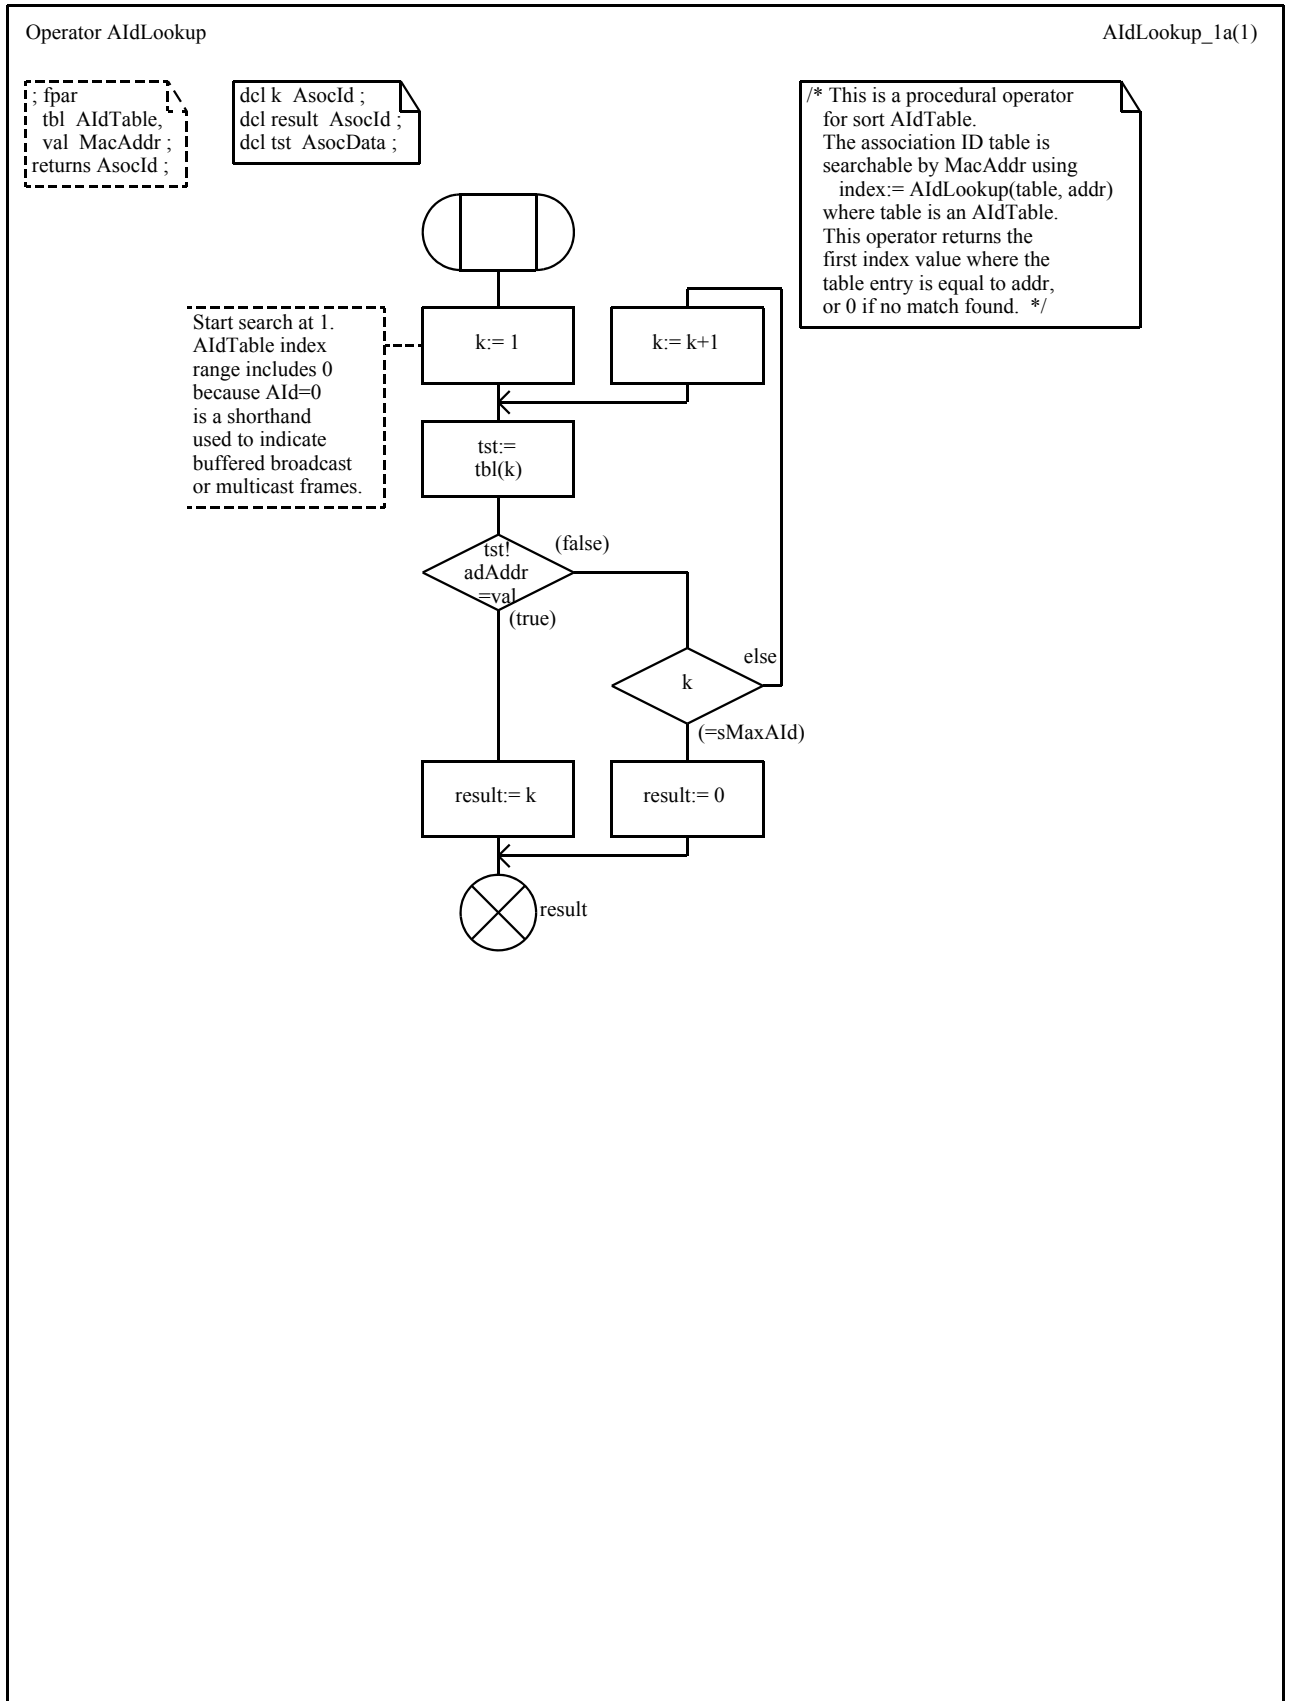 Operator AIdLookup
AIdLookup_1a(1)
; fpar
tbl AIdTable,
val MacAddr ;
returns AsocId ;
dcl k AsocId ;
dcl result AsocId ;
dcl tst AsocData ;
/* This is a procedural operator
for sort AIdTable.
The association ID table is
searchable by MacAddr using
index:= AIdLookup(table, addr)
where table is an AIdTable.
This operator returns the
first index value where the
table entry is equal to addr,
or 0 if no match found. */
Start search at 1.
AIdTable index
range includes 0
because AId=0
is a shorthand
used to indicate
buffered broadcast
or multicast frames.
k:= 1
k:= k+1
tst:=
tbl(k)
tst!
adAddr
=val
(false)
(true)
k
else
(=sMaxAId)
result:= k
result:= 0
result